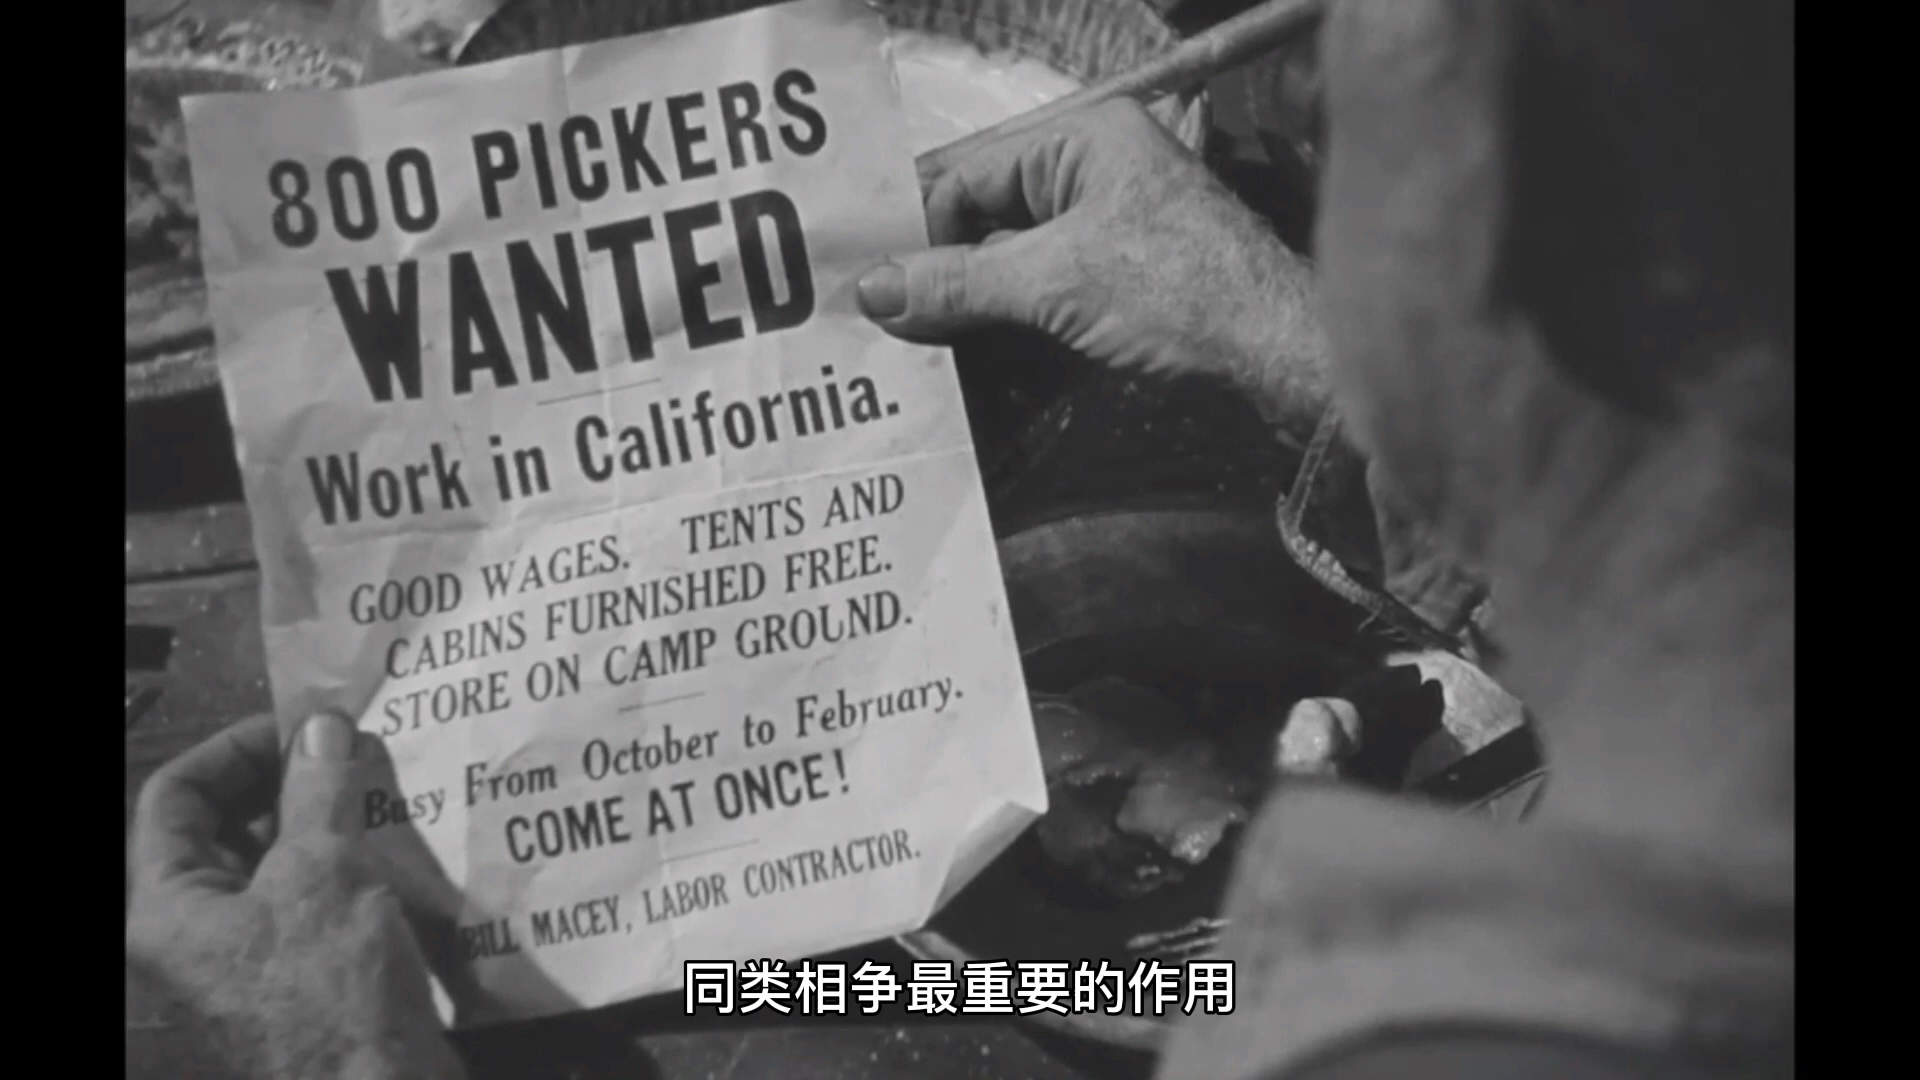 800 PICKERS
WANTED
Work in California.
GOOD WAGES. TENTS AND
CABINS FURNISHED FREE.
STORE ON CAMP GROUND.
Busy From October to February.
COME AT ONCE!
BILL MACEY, LABOR CONTRACTOR.
同类相争最重要的作用